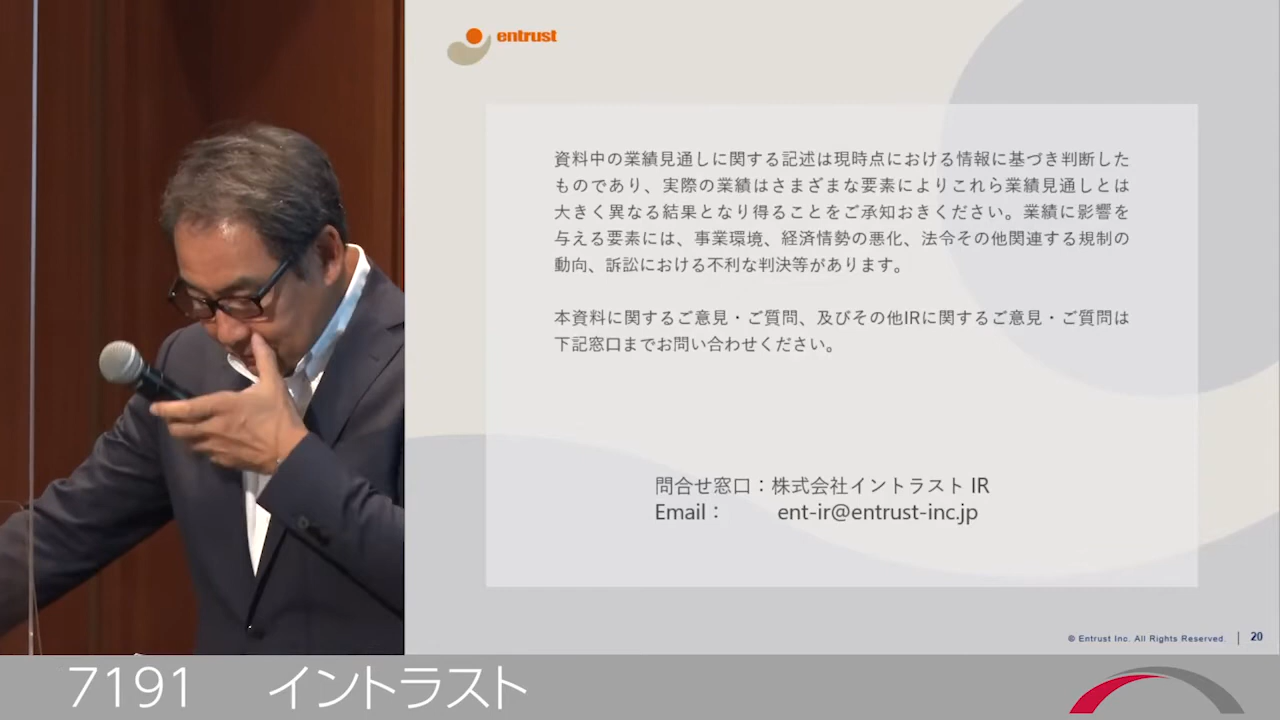 entrust
資料中の業績見通しに関する記述は現時点における情報に基づき判断した
ものであり、実際の業績はさまざまな要素によりこれら業績見通しとは
大きく異なる結果となり得ることをご承知おきください。業績に影響を
与える要素には、事業環境、経済情勢の悪化、法令その他関連する規制の
動向、訴訟における不利な判決等があります。
本資料に関するご意見・ご質問、及びその他IRに関するご意見・ご質問は
下記窓口までお問い合わせください。
問合せ窓口：株式会社イントラスト IR
Email： ent-ir@entrust-inc.jp
© Entrust Inc. All Rights Reserved. | 20
7191 イントラスト